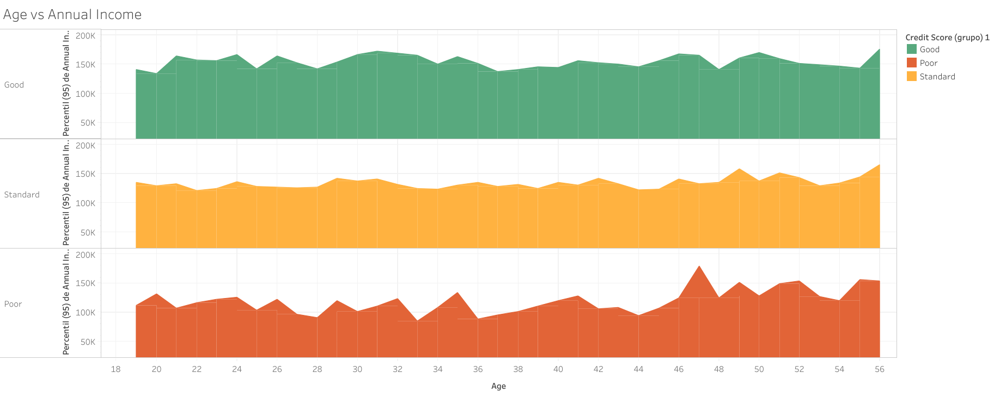 Age vs Annual Income
Good
Percentil (95) de Annual In..
200K
150K
100K
50K
Standard
Percentil (95) de Annual In..
200K
150K
100K
50K
Poor
Percentil (95) de Annual In..
200K
150K
100K
50K
18 20 22 24 26 28 30 32 34 36 38 40 42 44 46 48 50 52 54 56
Age
Credit Score (grupo) 1
Good
Poor
Standard